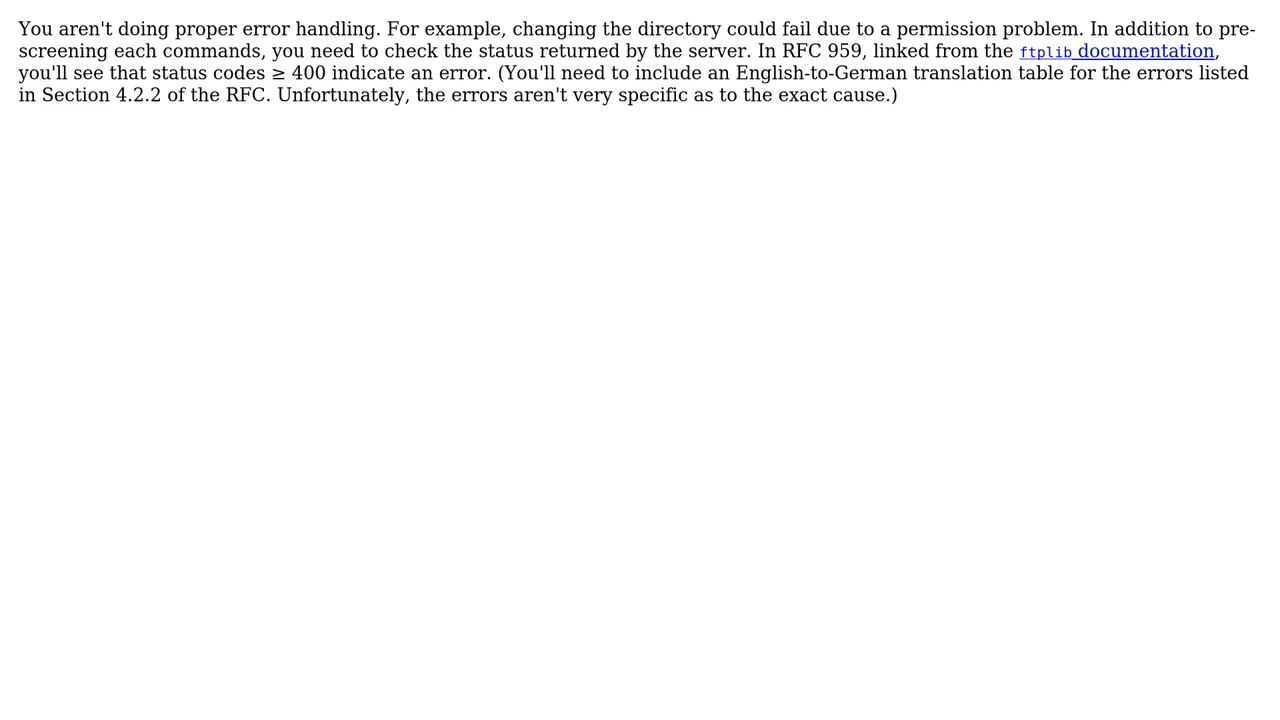 You aren't doing proper error handling. For example, changing the directory could fail due to a permission problem. In addition to pre-
screening each commands, you need to check the status returned by the server. In RFC 959, linked from the ftplib documentation,
you'll see that status codes ≥ 400 indicate an error. (You'll need to include an English-to-German translation table for the errors listed
in Section 4.2.2 of the RFC. Unfortunately, the errors aren't very specific as to the exact cause.)